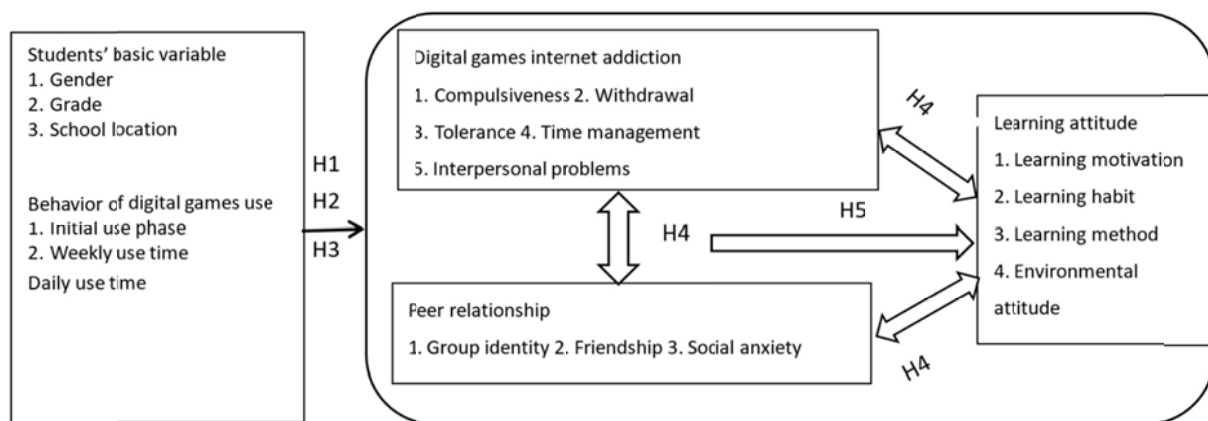 Students' basic variable
1. Gender
2. Grade
3. School location
Behavior of digital games use
1. Initial use phase
2. Weekly use time
Daily use time
H1
H2
H3
Digital games internet addiction
1. Compulsiveness 2. Withdrawal
3. Tolerance 4. Time management
5. Interpersonal problems
H4
H5
H4
Peer relationship
1. Group identity 2. Friendship 3. Social anxiety
H4
Learning attitude
1. Learning motivation
2. Learning habit
3. Learning method
4. Environmental
attitude